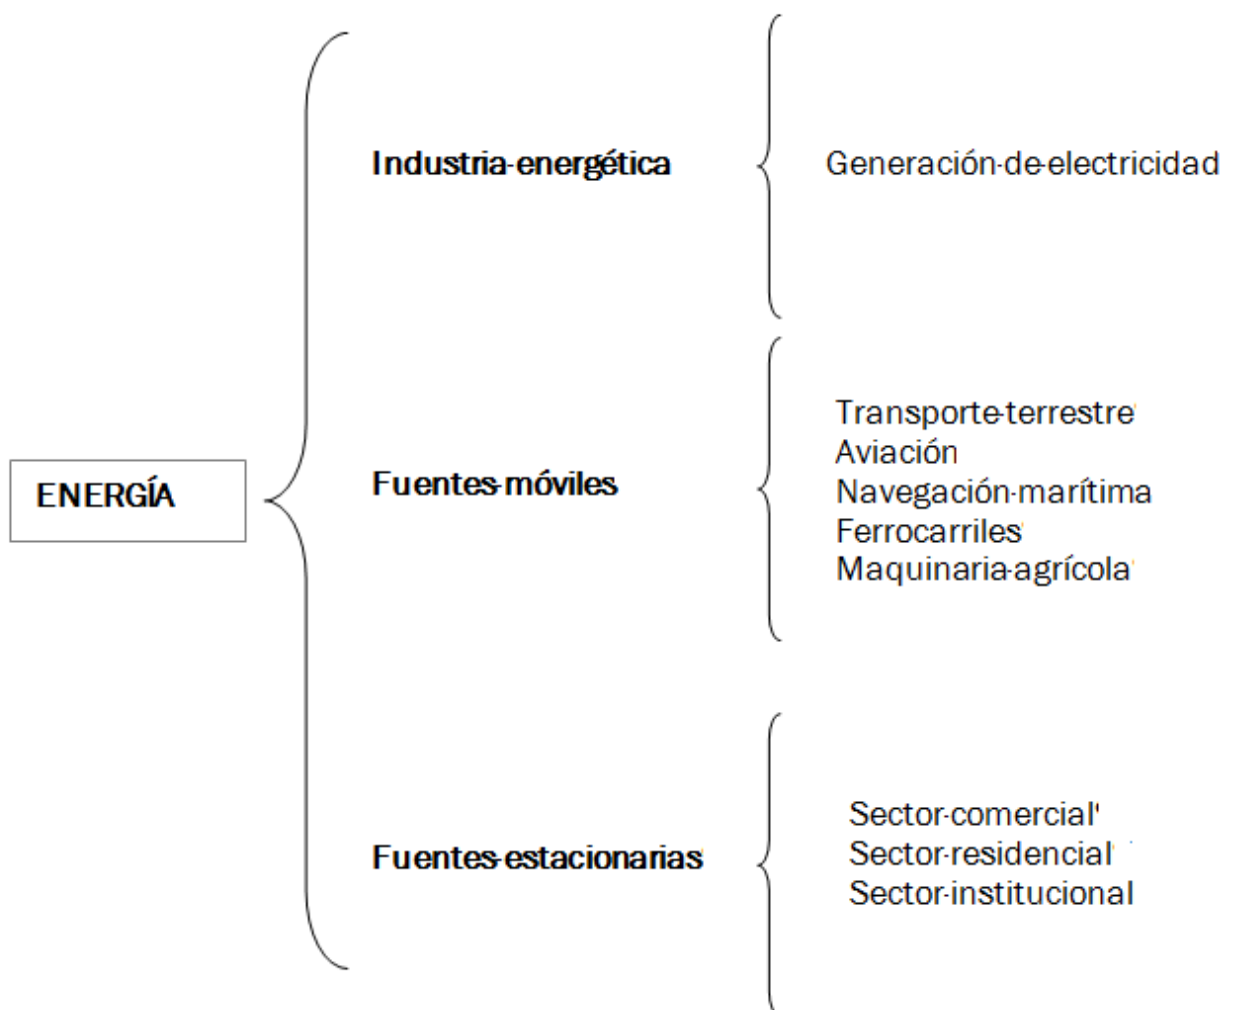 ENERGÍA
Industria energética
Generación de electricidad
Fuentes móviles
Transporte terrestre
Aviación
Navegación marítima
Ferrocarriles
Maquinaria agrícola
Fuentes estacionarias
Sector comercial
Sector residencial
Sector institucional